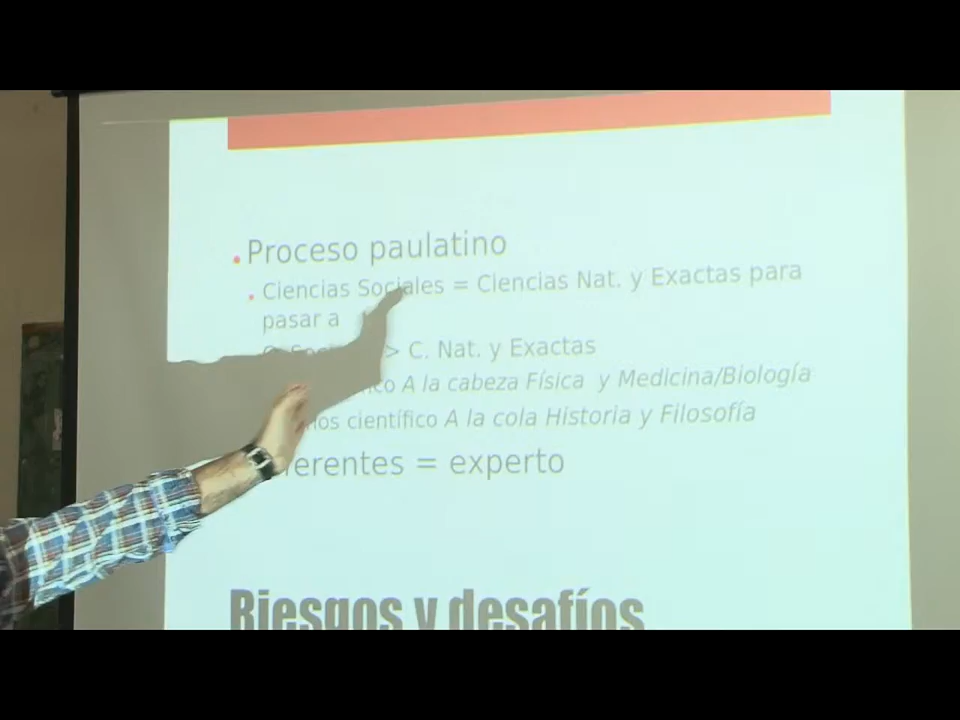 Proceso paulatino
Ciencias Sociales = Ciencias Nat. y Exactas para
pasar a
> C. Nat. y Exactas
A la cabeza Física y Medicina/Biología
científico A la cola Historia y Filosofía
= experto
Riesgos y desafíos